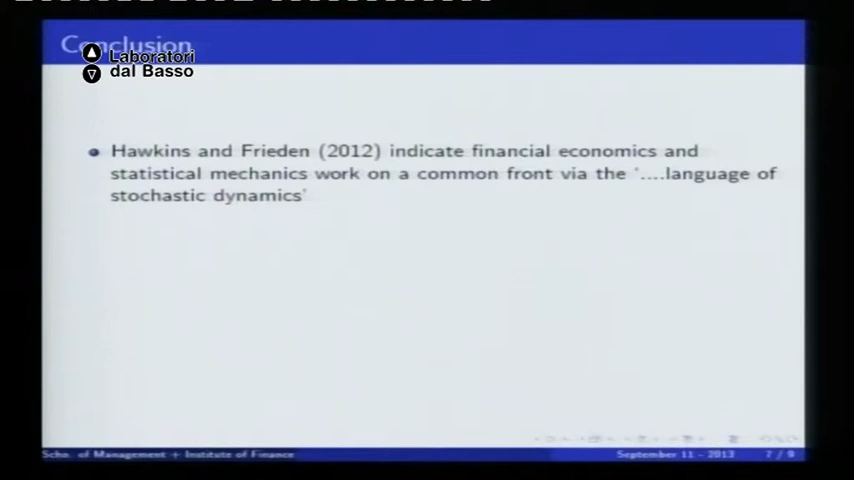 Conclusion
Laboratori
dal Basso
Hawkins and Frieden (2012) indicate financial economics and
statistical mechanics work on a common front via the '....language of
stochastic dynamics'
Scho. of Management + Institute of Finance
September 11 - 2013 7 / 9